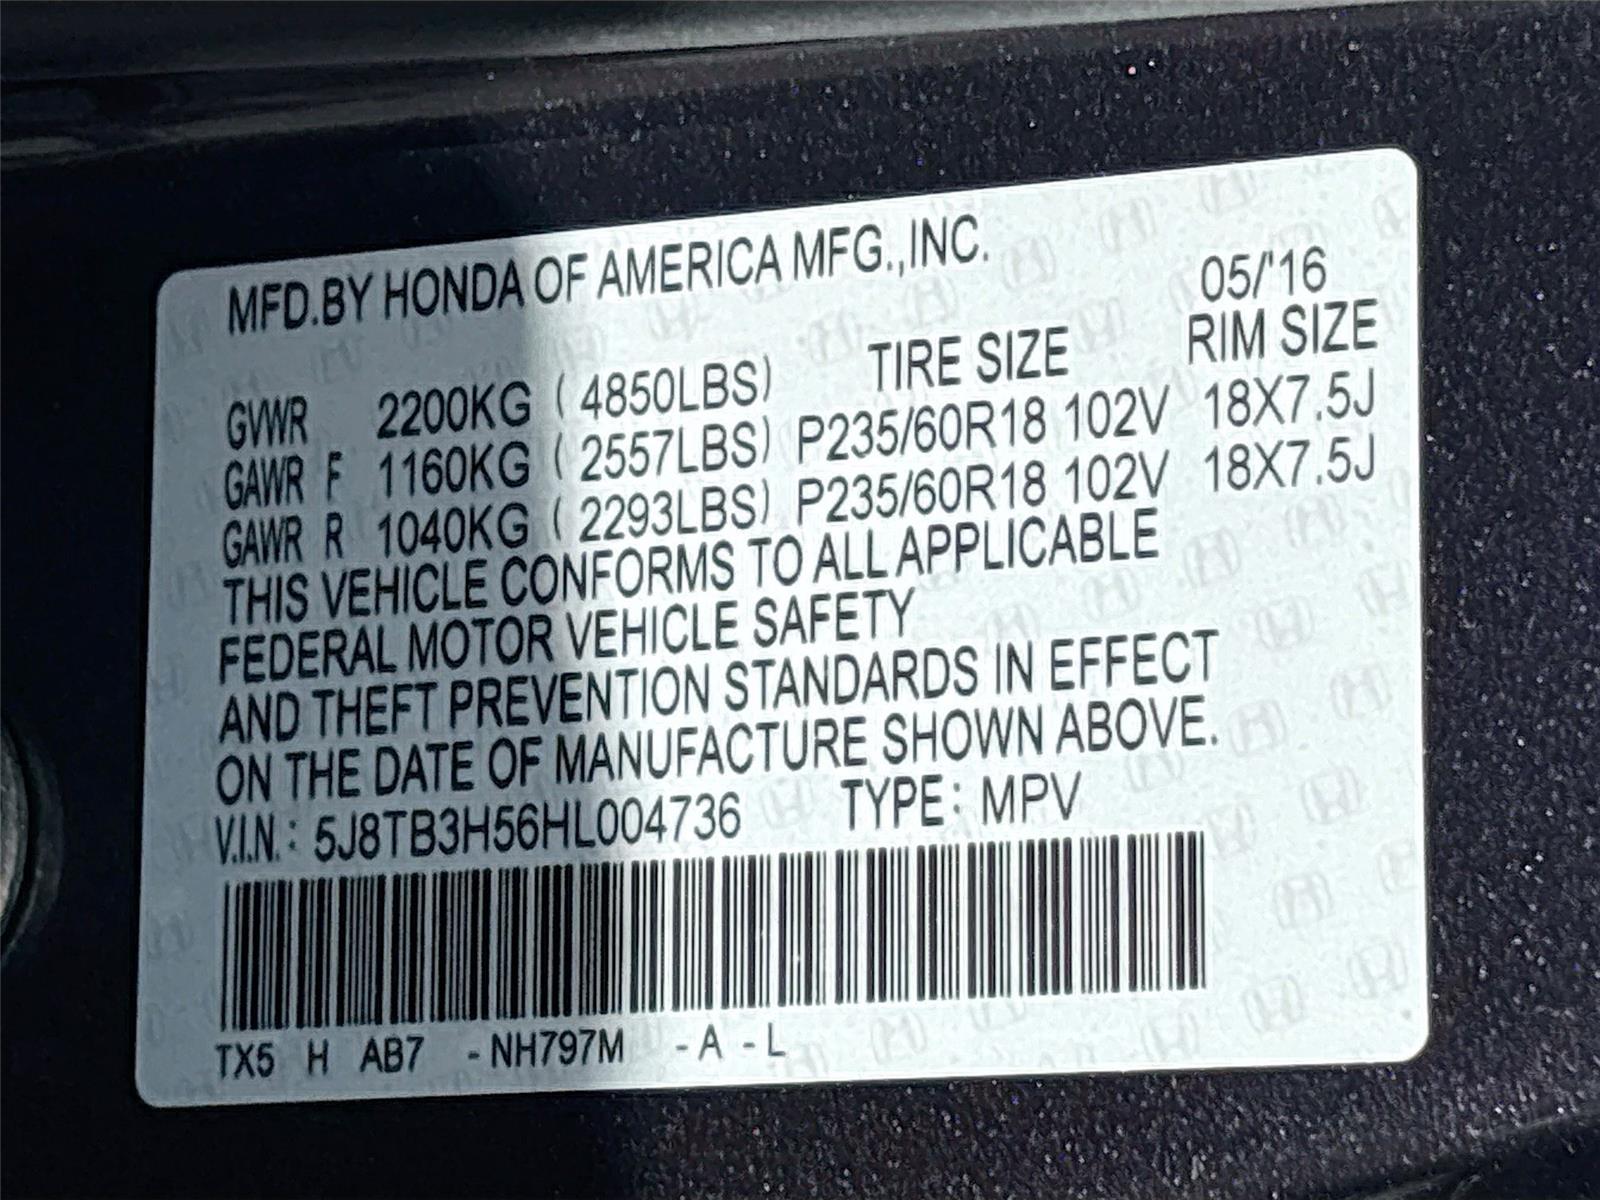 MFD.BY HONDA OF AMERICA MFG.,INC. 05/'16
GVWR 2200KG ( 4850LBS) TIRE SIZE RIM SIZE
GAWR F 1160KG ( 2557LBS) P235/60R18 102V 18X7.5J
GAWR R 1040KG ( 2293LBS) P235/60R18 102V 18X7.5J
THIS VEHICLE CONFORMS TO ALL APPLICABLE
FEDERAL MOTOR VEHICLE SAFETY
AND THEFT PREVENTION STANDARDS IN EFFECT
ON THE DATE OF MANUFACTURE SHOWN ABOVE.
V.I.N.: 5J8TB3H56HL004736 TYPE: MPV
TX5 H AB7 -NH797M -A -L